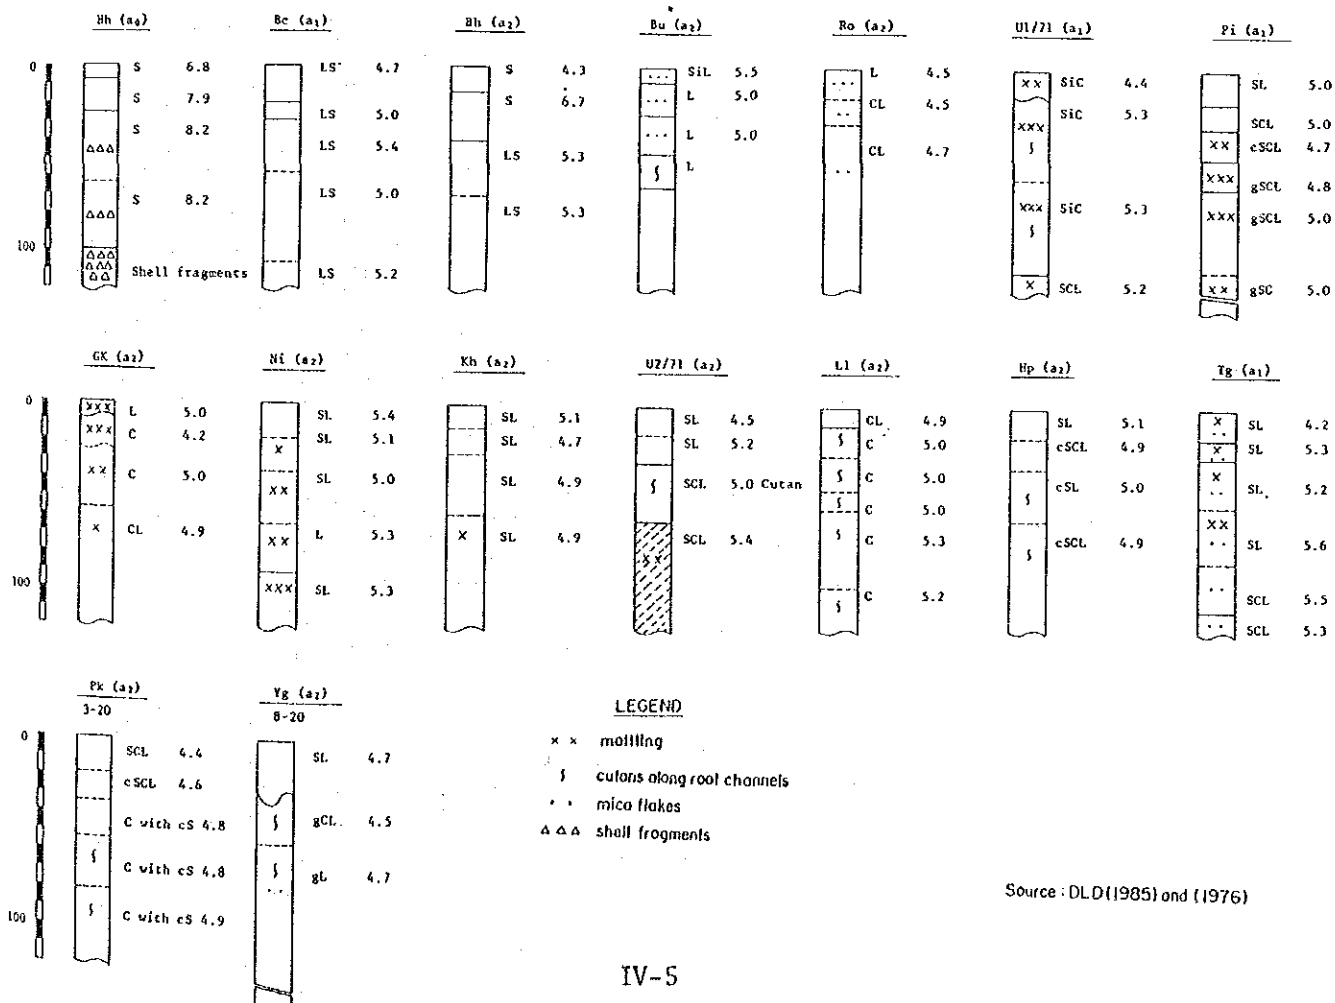 Hh (a₀) Bc (a₁) Bh (a₂) Bu (a₂) Ro (a₂) U1/71 (a₁) Pi (a₁)
0
100
S 6.8
S 7.9
S 8.2
S 8.2
Shell fragments
LS 4.7
LS 5.0
LS 5.4
LS 5.0
LS 5.2
S 4.3
S 6.7
LS 5.3
LS 5.3
SiL 5.5
L 5.0
L 5.0
L
L 4.5
CL 4.5
CL 4.7
SiC 4.4
SiC 5.3
SiC 5.3
SCL 5.2
SL 5.0
SCL 5.0
cSCL 4.7
gSCL 4.8
gSCL 5.0
gSC 5.0
GK (a₂) Ni (a₂) Kh (a₂) U2/71 (a₂) Ll (a₂) Hp (a₂) Tg (a₁)
0
100
L 5.0
C 4.2
C 5.0
CL 4.9
SL 5.4
SL 5.1
SL 5.0
L 5.3
SL 5.3
SL 5.1
SL 4.7
SL 4.9
SL 4.9
SL 4.5
SL 5.2
SCL 5.0 Cutan
SCL 5.4
CL 4.9
C 5.0
C 5.0
C 5.0
C 5.3
C 5.2
SL 5.1
cSCL 4.9
cSL 5.0
cSCL 4.9
SL 4.2
SL 5.3
SL 5.2
SL 5.6
SCL 5.5
SCL 5.3
Pk (a₂) Yg (a₂)
3-20 8-20
0
100
SCL 4.4
cSCL 4.6
C with cS 4.8
C with cS 4.8
C with cS 4.9
SL 4.7
gCL 4.5
gL 4.7
LEGEND
x x mottling
cutans along root channels
mica flakes
shell fragments
Source : DLD(1985) and (1976)
IV-5